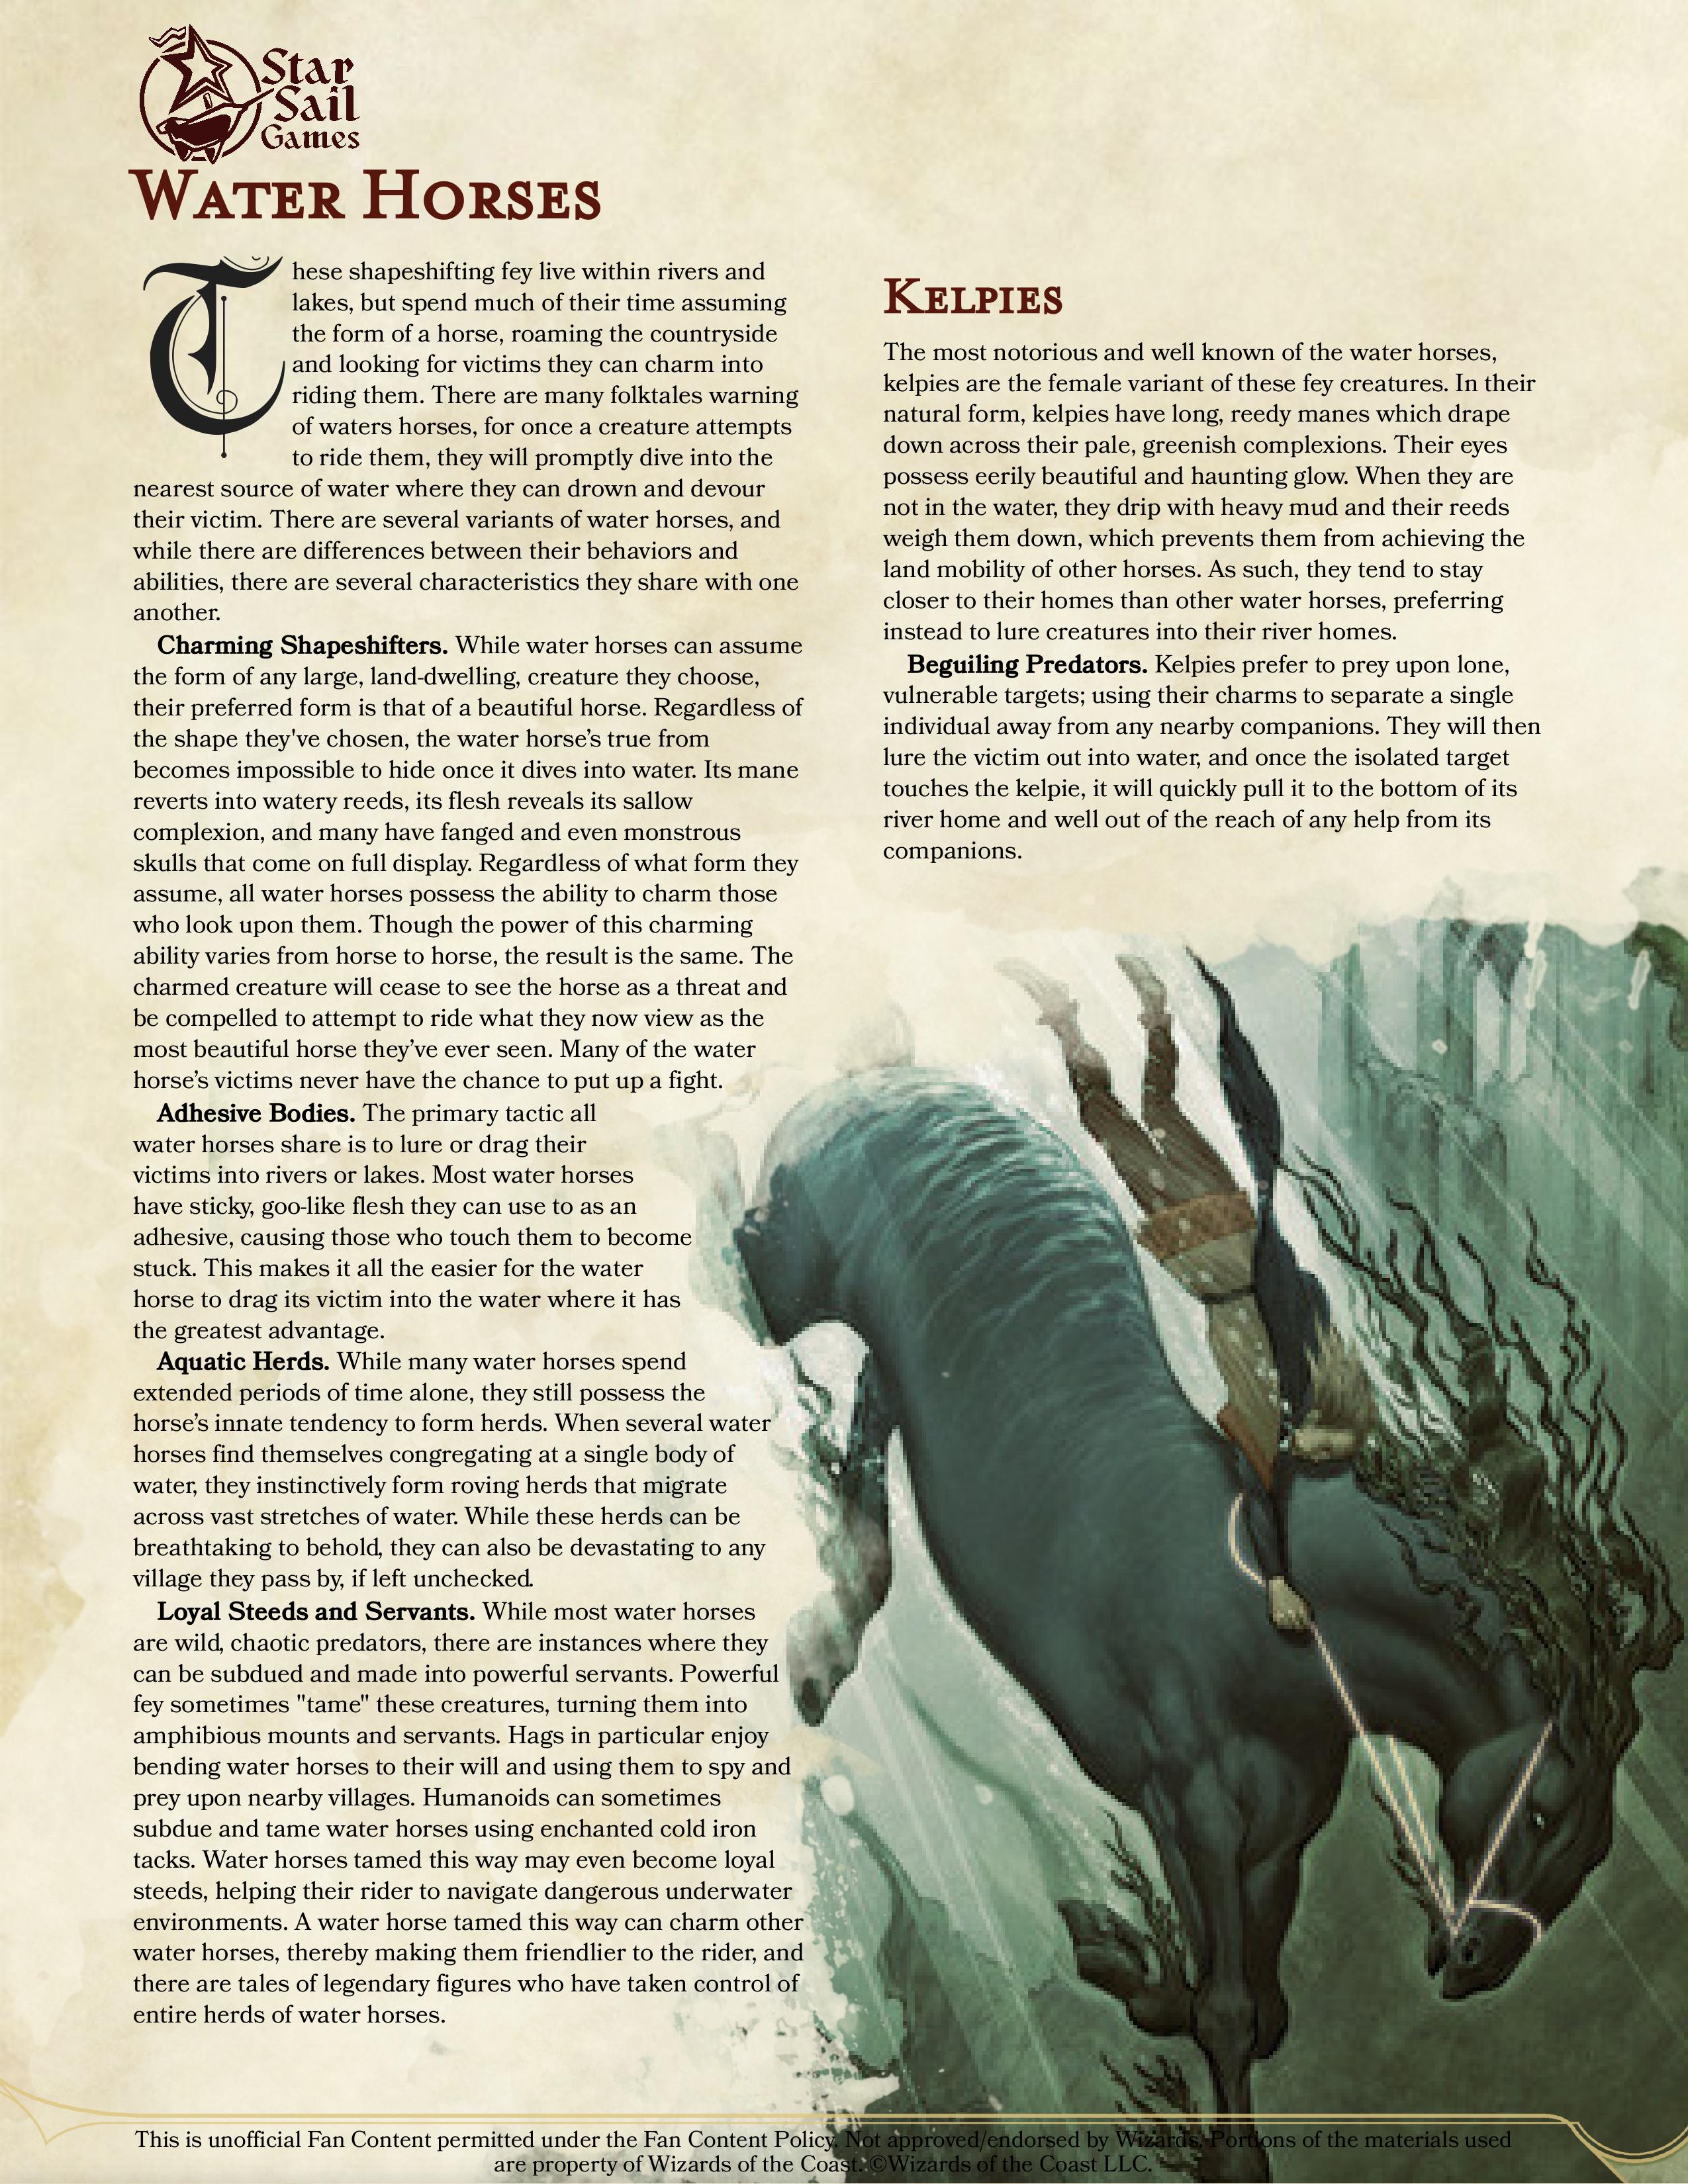 Star
Sail
Games
Water Horses
These shapeshifting fey live within rivers and
lakes, but spend much of their time assuming
the form of a horse, roaming the countryside
and looking for victims they can charm into
riding them. There are many folktales warning
of waters horses, for once a creature attempts
to ride them, they will promptly dive into the
nearest source of water where they can drown and devour
their victim. There are several variants of water horses, and
while there are differences between their behaviors and
abilities, there are several characteristics they share with one
another.
Charming Shapeshifters. While water horses can assume
the form of any large, land-dwelling, creature they choose,
their preferred form is that of a beautiful horse. Regardless of
the shape they've chosen, the water horse’s true from
becomes impossible to hide once it dives into water. Its mane
reverts into watery reeds, its flesh reveals its sallow
complexion, and many have fanged and even monstrous
skulls that come on full display. Regardless of what form they
assume, all water horses possess the ability to charm those
who look upon them. Though the power of this charming
ability varies from horse to horse, the result is the same. The
charmed creature will cease to see the horse as a threat and
be compelled to attempt to ride what they now view as the
most beautiful horse they’ve ever seen. Many of the water
horse’s victims never have the chance to put up a fight.
Adhesive Bodies. The primary tactic all
water horses share is to lure or drag their
victims into rivers or lakes. Most water horses
have sticky, goo-like flesh they can use to as an
adhesive, causing those who touch them to become
stuck. This makes it all the easier for the water
horse to drag its victim into the water where it has
the greatest advantage.
Aquatic Herds. While many water horses spend
extended periods of time alone, they still possess the
horse’s innate tendency to form herds. When several water
horses find themselves congregating at a single body of
water, they instinctively form roving herds that migrate
across vast stretches of water. While these herds can be
breathtaking to behold, they can also be devastating to any
village they pass by, if left unchecked.
Loyal Steeds and Servants. While most water horses
are wild, chaotic predators, there are instances where they
can be subdued and made into powerful servants. Powerful
fey sometimes "tame" these creatures, turning them into
amphibious mounts and servants. Hags in particular enjoy
bending water horses to their will and using them to spy and
prey upon nearby villages. Humanoids can sometimes
subdue and tame water horses using enchanted cold iron
tacks. Water horses tamed this way may even become loyal
steeds, helping their rider to navigate dangerous underwater
environments. A water horse tamed this way can charm other
water horses, thereby making them friendlier to the rider, and
there are tales of legendary figures who have taken control of
entire herds of water horses.
Kelpies
The most notorious and well known of the water horses,
kelpies are the female variant of these fey creatures. In their
natural form, kelpies have long, reedy manes which drape
down across their pale, greenish complexions. Their eyes
possess eerily beautiful and haunting glow. When they are
not in the water, they drip with heavy mud and their reeds
weigh them down, which prevents them from achieving the
land mobility of other horses. As such, they tend to stay
closer to their homes than other water horses, preferring
instead to lure creatures into their river homes.
Beguiling Predators. Kelpies prefer to prey upon lone,
vulnerable targets; using their charms to separate a single
individual away from any nearby companions. They will then
lure the victim out into water, and once the isolated target
touches the kelpie, it will quickly pull it to the bottom of its
river home and well out of the reach of any help from its
companions.
This is unofficial Fan Content permitted under the Fan Content Policy. Not approved/endorsed by Wizards. Portions of the materials used
are property of Wizards of the Coast. ©Wizards of the Coast LLC.